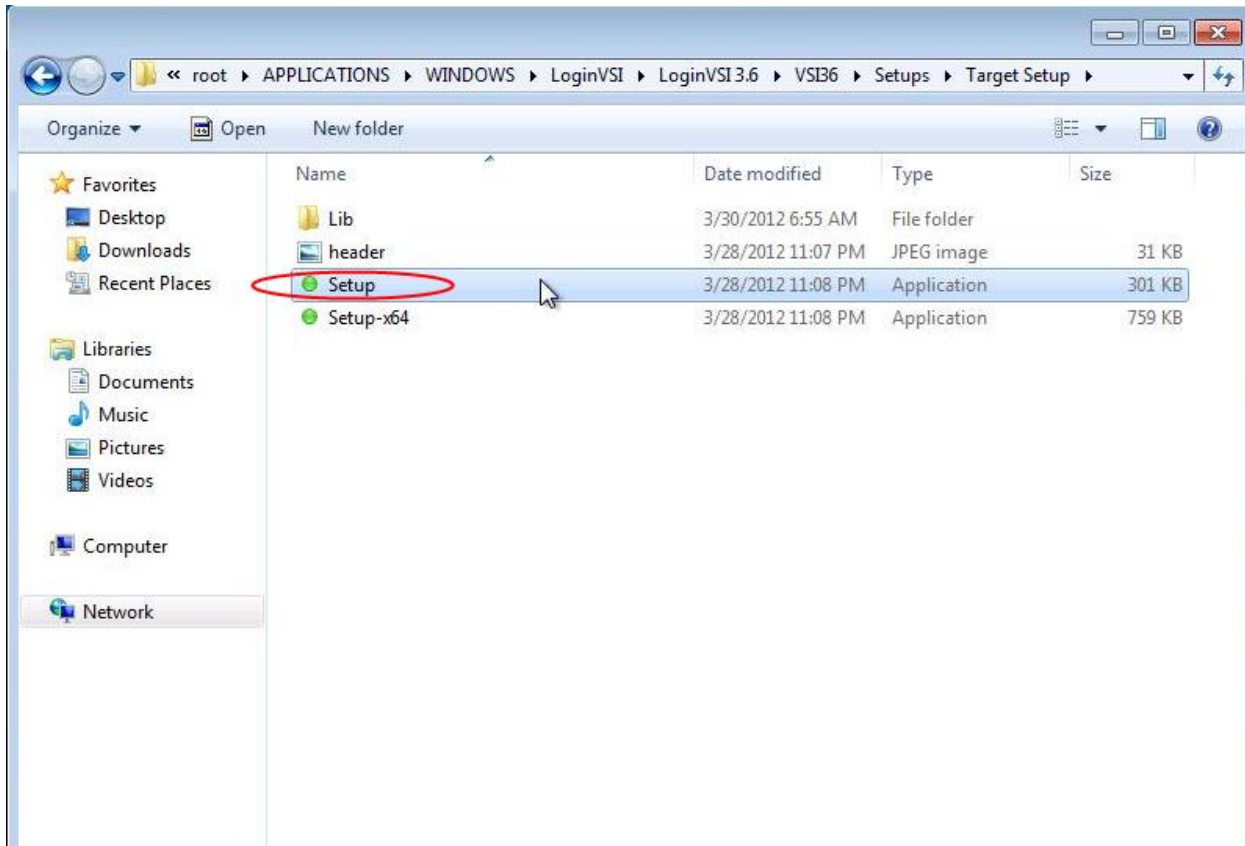 « root ▸ APPLICATIONS ▸ WINDOWS ▸ LoginVSI ▸ LoginVSI 3.6 ▸ VSI36 ▸ Setups ▸ Target Setup ▸
Organize Open New folder
Favorites
Desktop
Downloads
Recent Places
Libraries
Documents
Music
Pictures
Videos
Computer
Network
Name Date modified Type Size
Lib 3/30/2012 6:55 AM File folder
header 3/28/2012 11:07 PM JPEG image 31 KB
Setup 3/28/2012 11:08 PM Application 301 KB
Setup-x64 3/28/2012 11:08 PM Application 759 KB